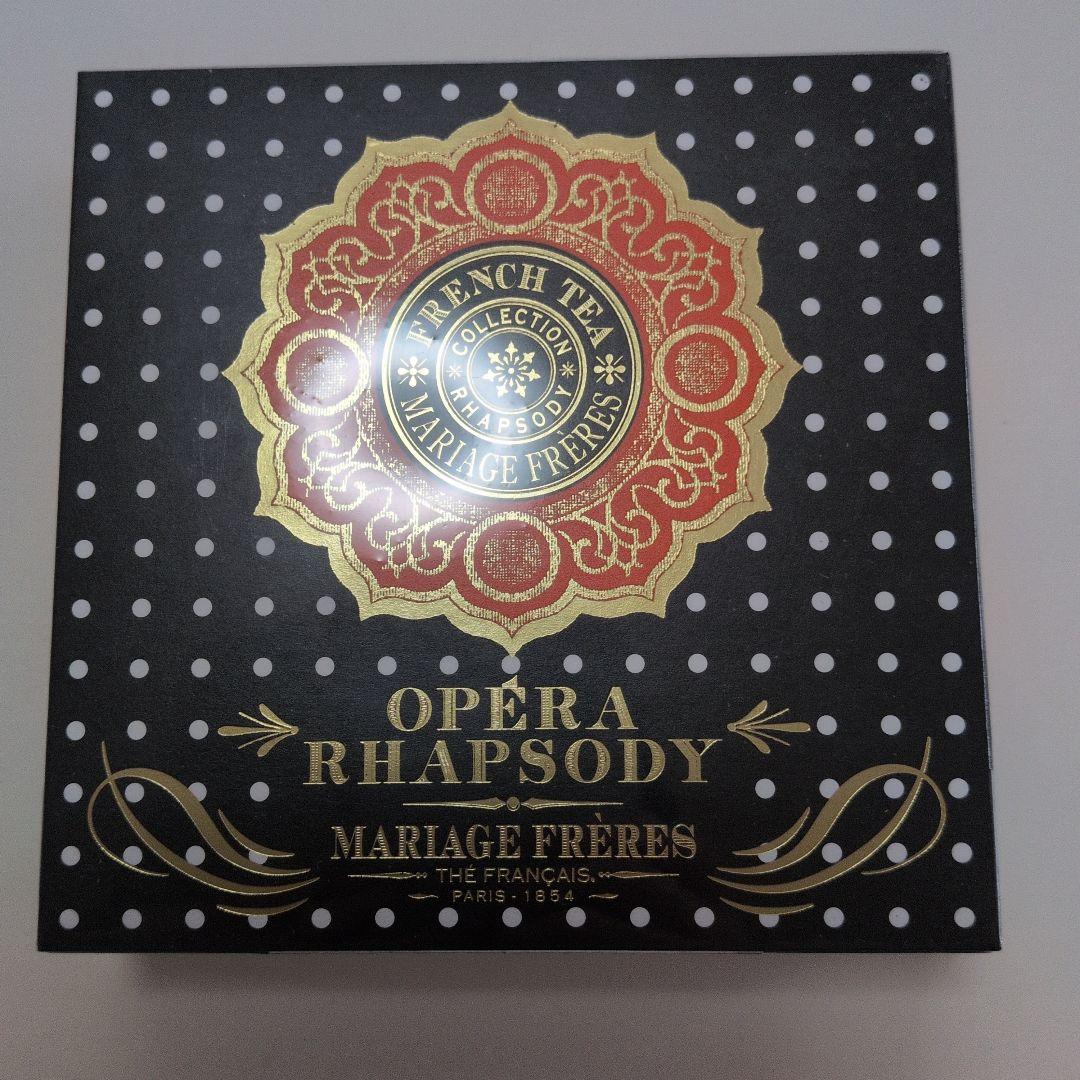 FRENCH TEA
COLLECTION
RHAPSODY
MARIAGE FRÈRES
OPÉRA
RHAPSODY
MARIAGE FRÈRES
THÉ FRANÇAIS.
PARIS - 1854